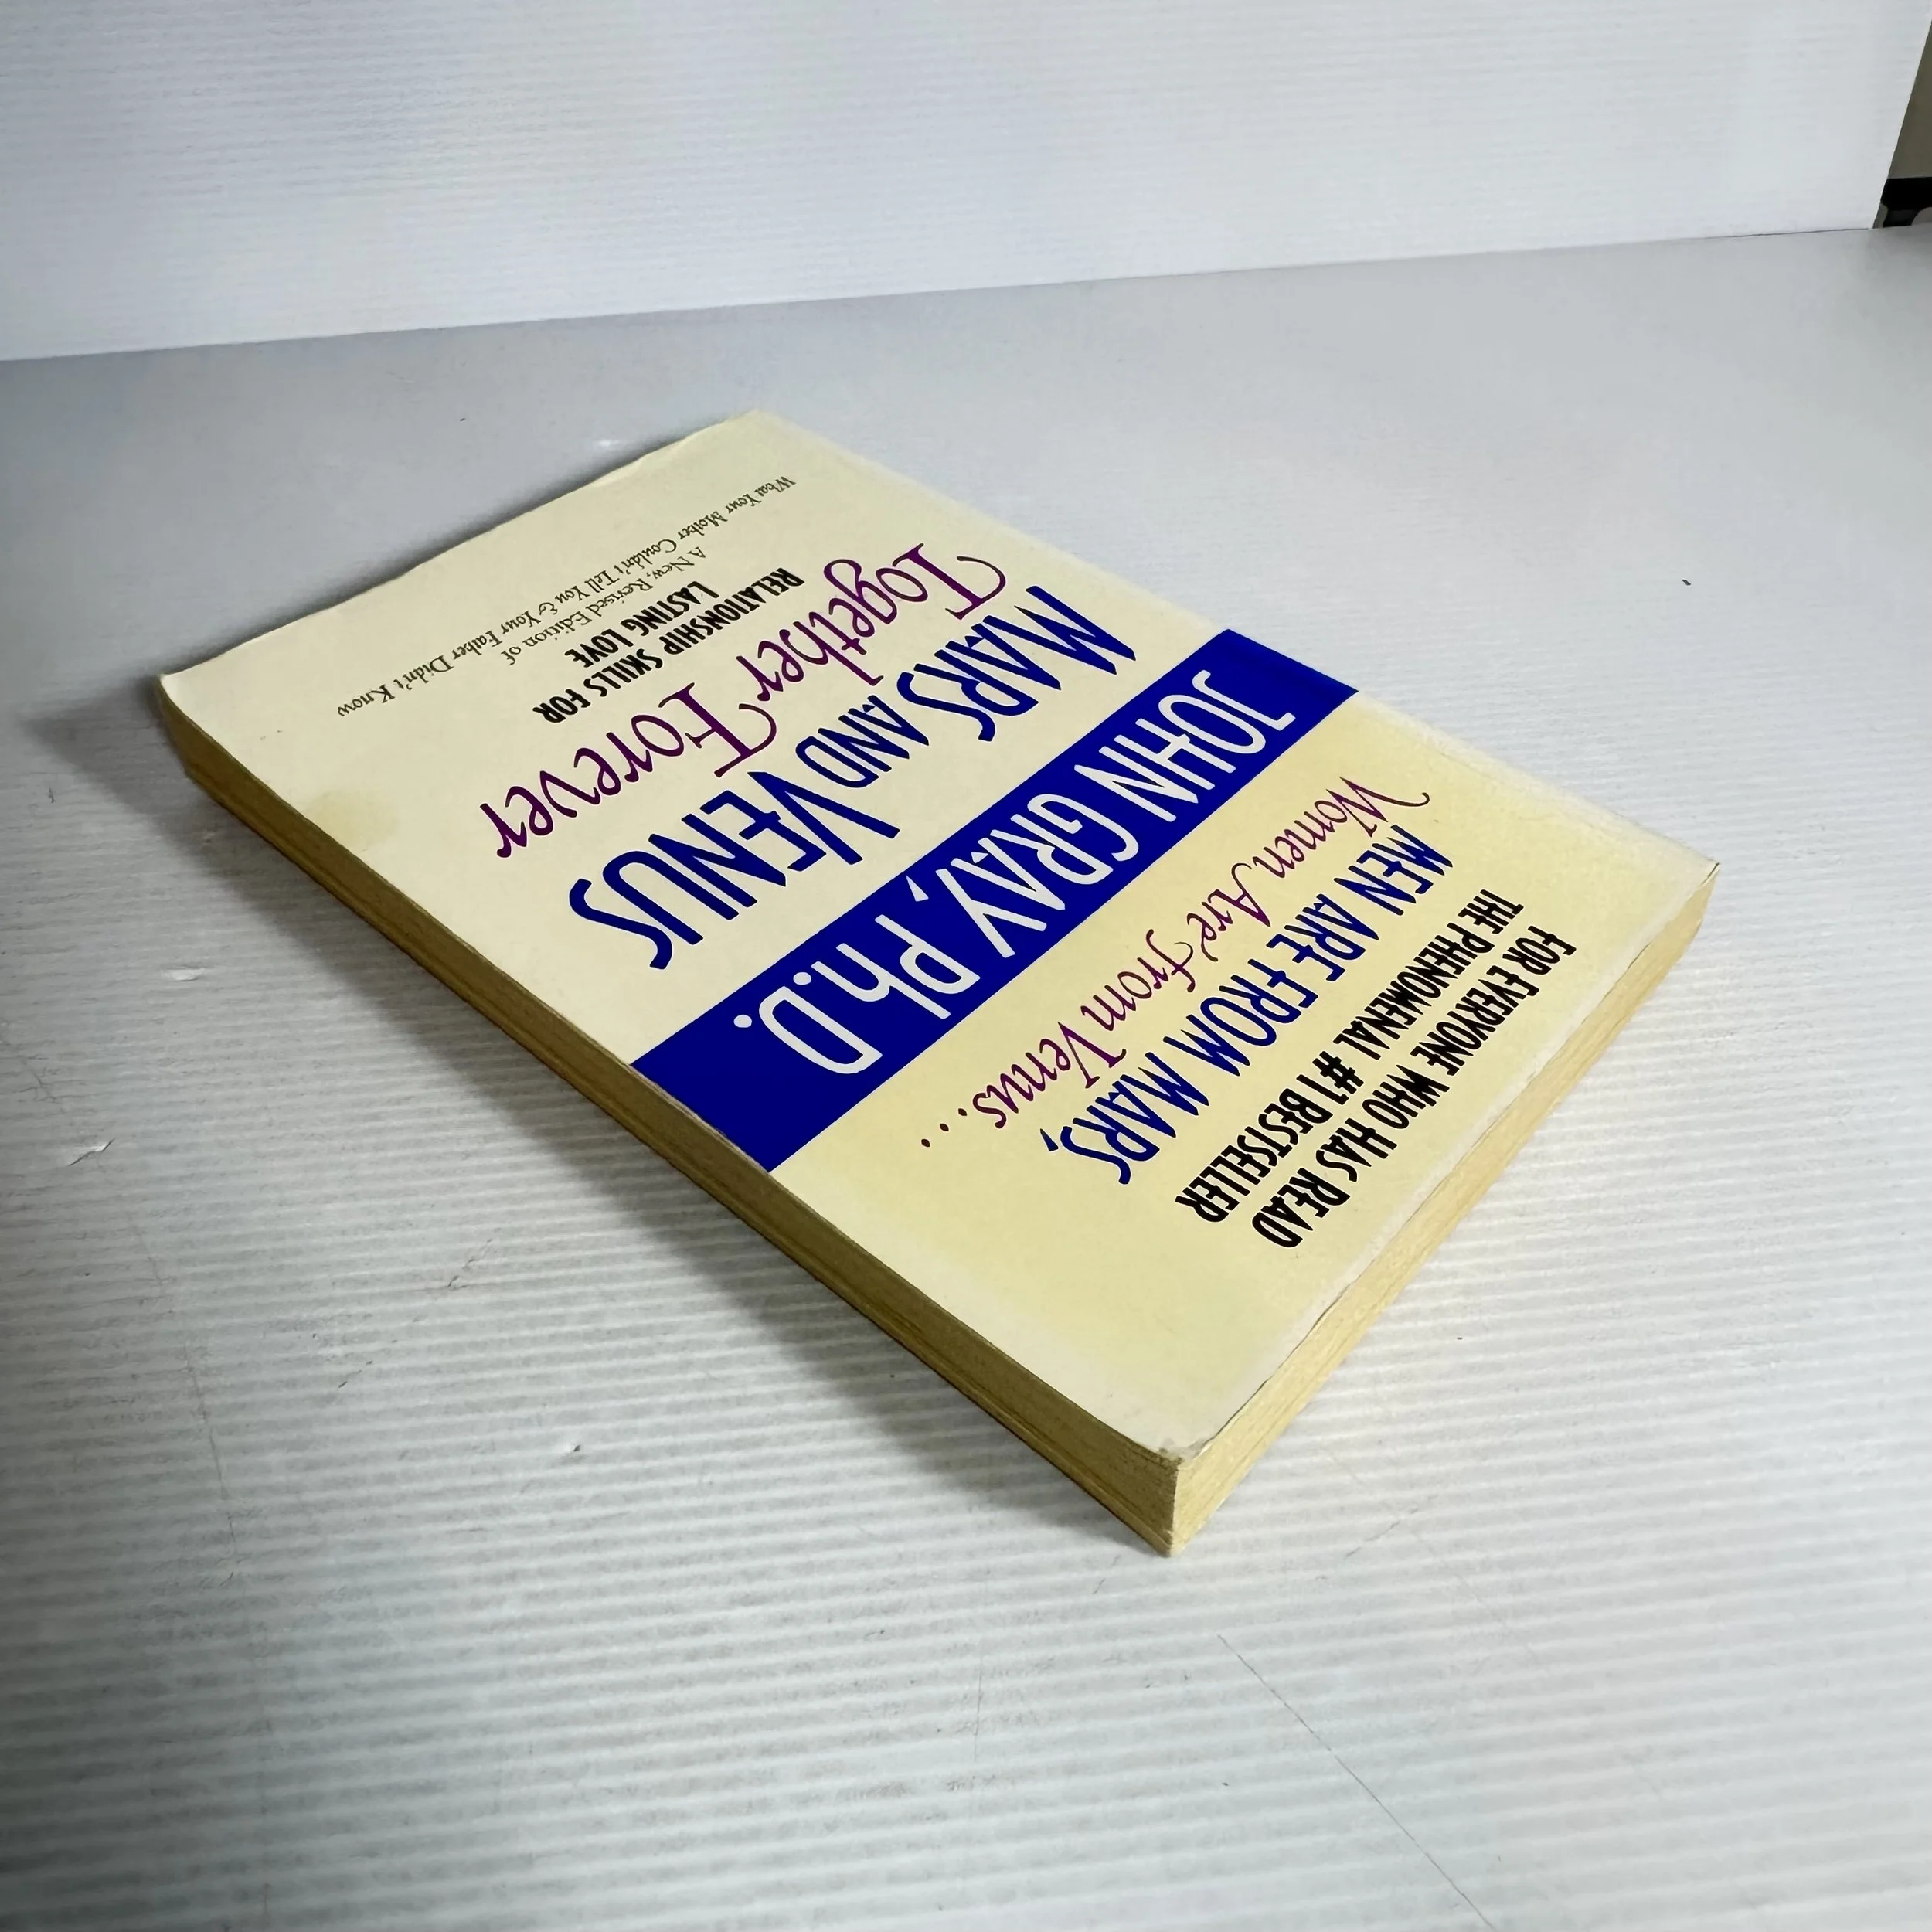 FOR EVERYONE WHO HAS READ
THE PHENOMENAL #1 BESTSELLER
MEN ARE FROM MARS,
Women Are from Venus...
JOHN GRAY, Ph.D.
MARS AND VENUS
Together Forever
RELATIONSHIP SKILLS FOR
LASTING LOVE
A New, Revised Edition of
What Your Mother Couldn't Tell You & Your Father Didn't Know